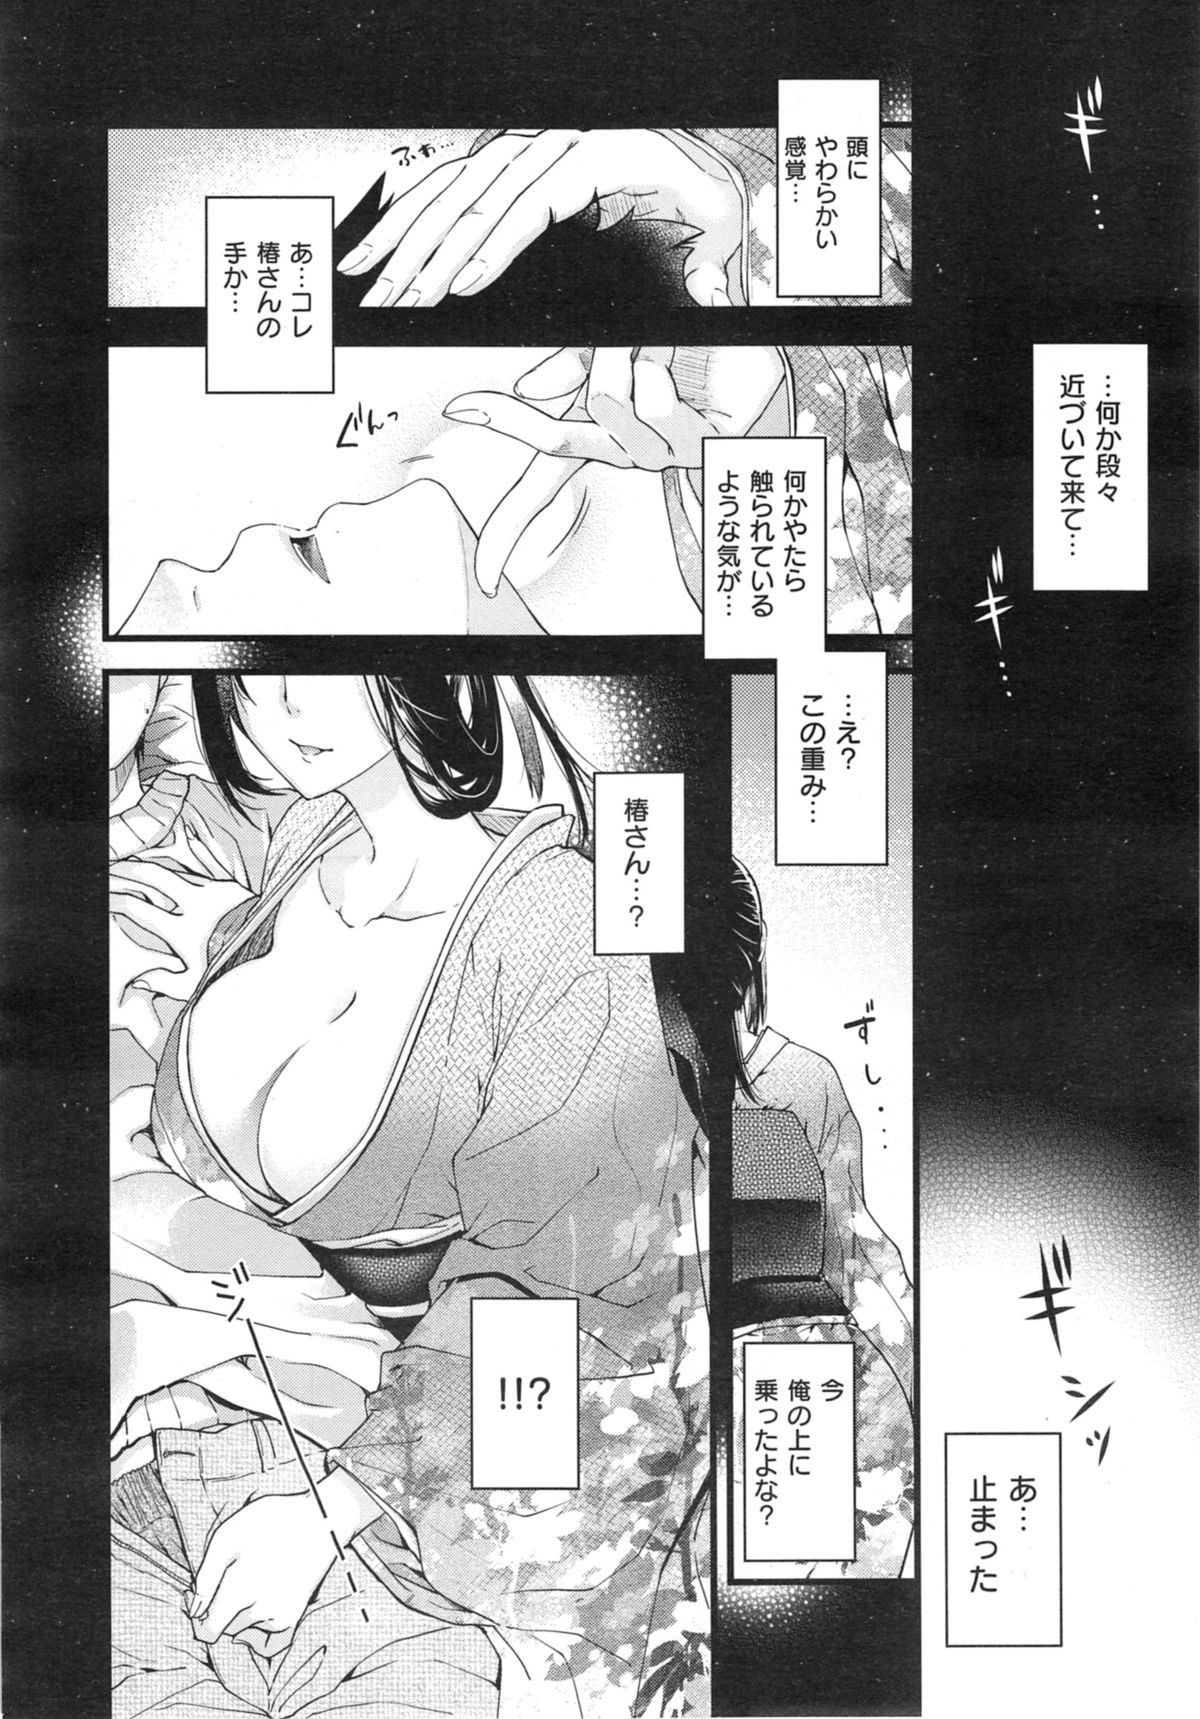 ギ…
…何か段々
近づいて来て…
ギ…
ギシッ
あ…
止まった
頭に
やわらかい
感覚…
ふぁ…
あ…コレ
椿さんの
手か…
ぐんっ
何かやたら
触られている
ような気が…
…え?
この重み…
ずし…
今
俺の上に
乗ったよな?
椿さん…?
ジッ
!!?